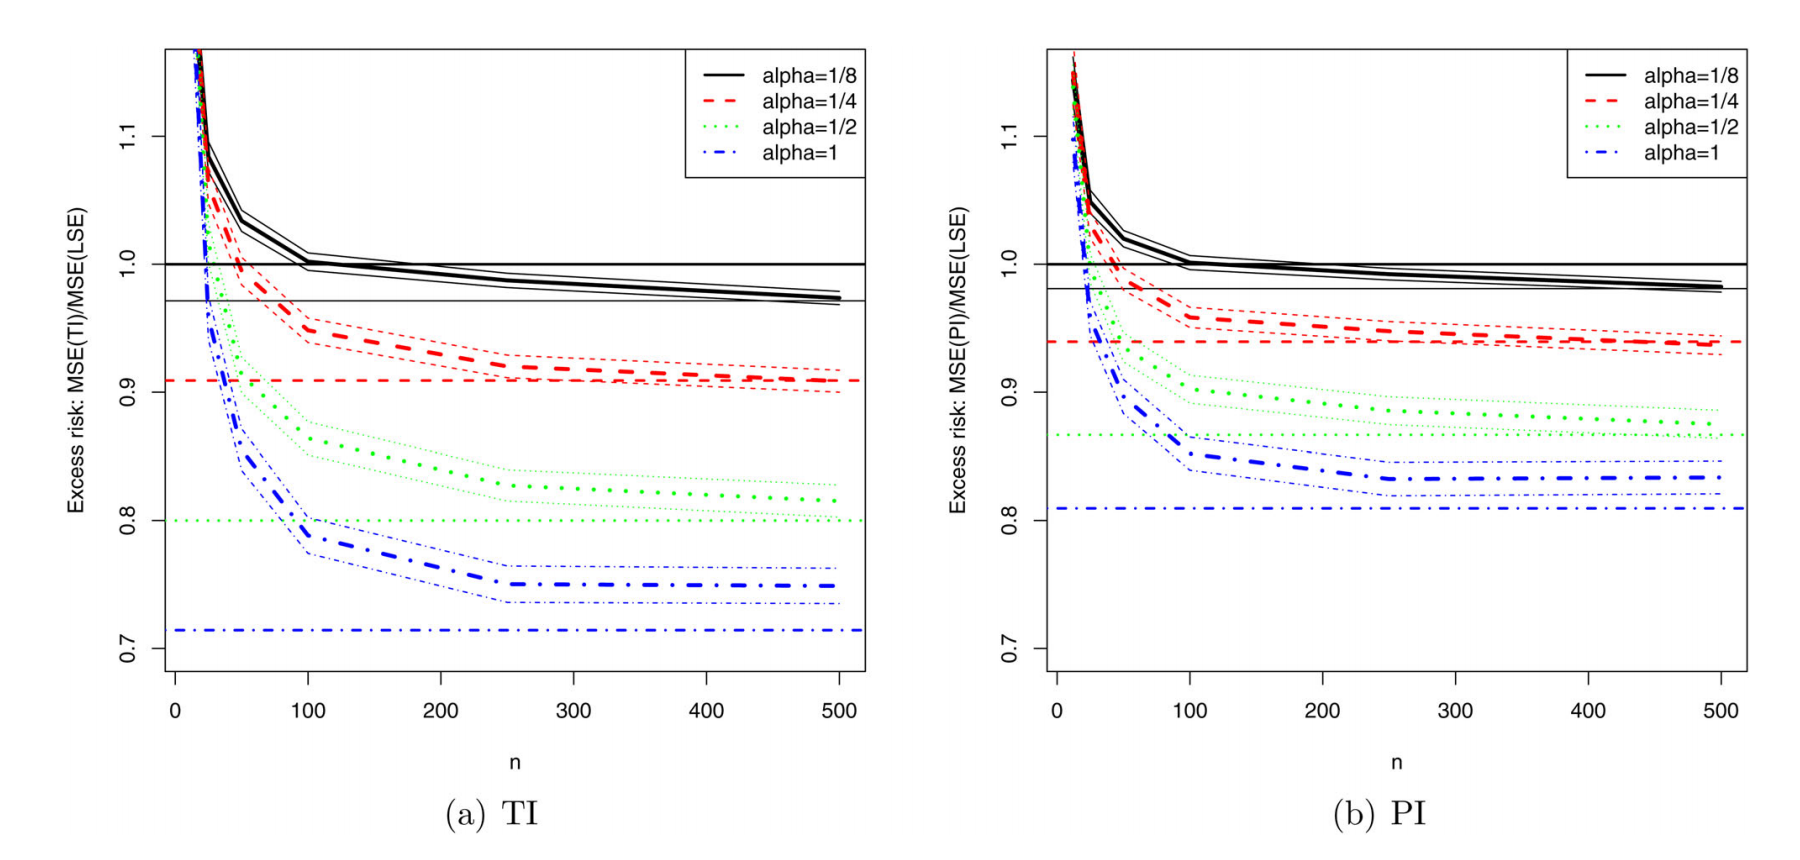 alpha=1/8
alpha=1/4
alpha=1/2
alpha=1
Excess risk: MSE(TI)/MSE(LSE)
1.1
1.0
0.9
0.8
0.7
0 100 200 300 400 500
n
(a) TI
alpha=1/8
alpha=1/4
alpha=1/2
alpha=1
Excess risk: MSE(PI)/MSE(LSE)
1.1
1.0
0.9
0.8
0.7
0 100 200 300 400 500
n
(b) PI